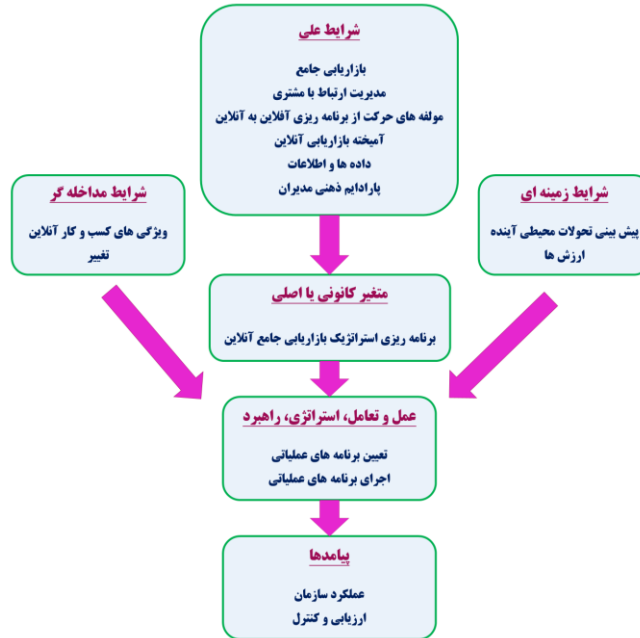 شرایط علی
بازاریابی جامع
مدیریت ارتباط با مشتری
مولفه های حرکت از برنامه ریزی آفلاین به آنلاین
آمیخته بازاریابی آنلاین
داده ها و اطلاعات
پارادایم ذهنی مدیران
شرایط زمینه ای
پیش بینی تحولات محیطی آینده
ارزش ها
شرایط مداخله گر
ویژگی های کسب و کار آنلاین
تغییر
متغیر کانونی یا اصلی
برنامه ریزی استراتژیک بازاریابی جامع آنلاین
عمل و تعامل، استراتژی، راهبرد
تعیین برنامه های عملیاتی
اجرای برنامه های عملیاتی
پیامدها
عملکرد سازمان
ارزیابی و کنترل